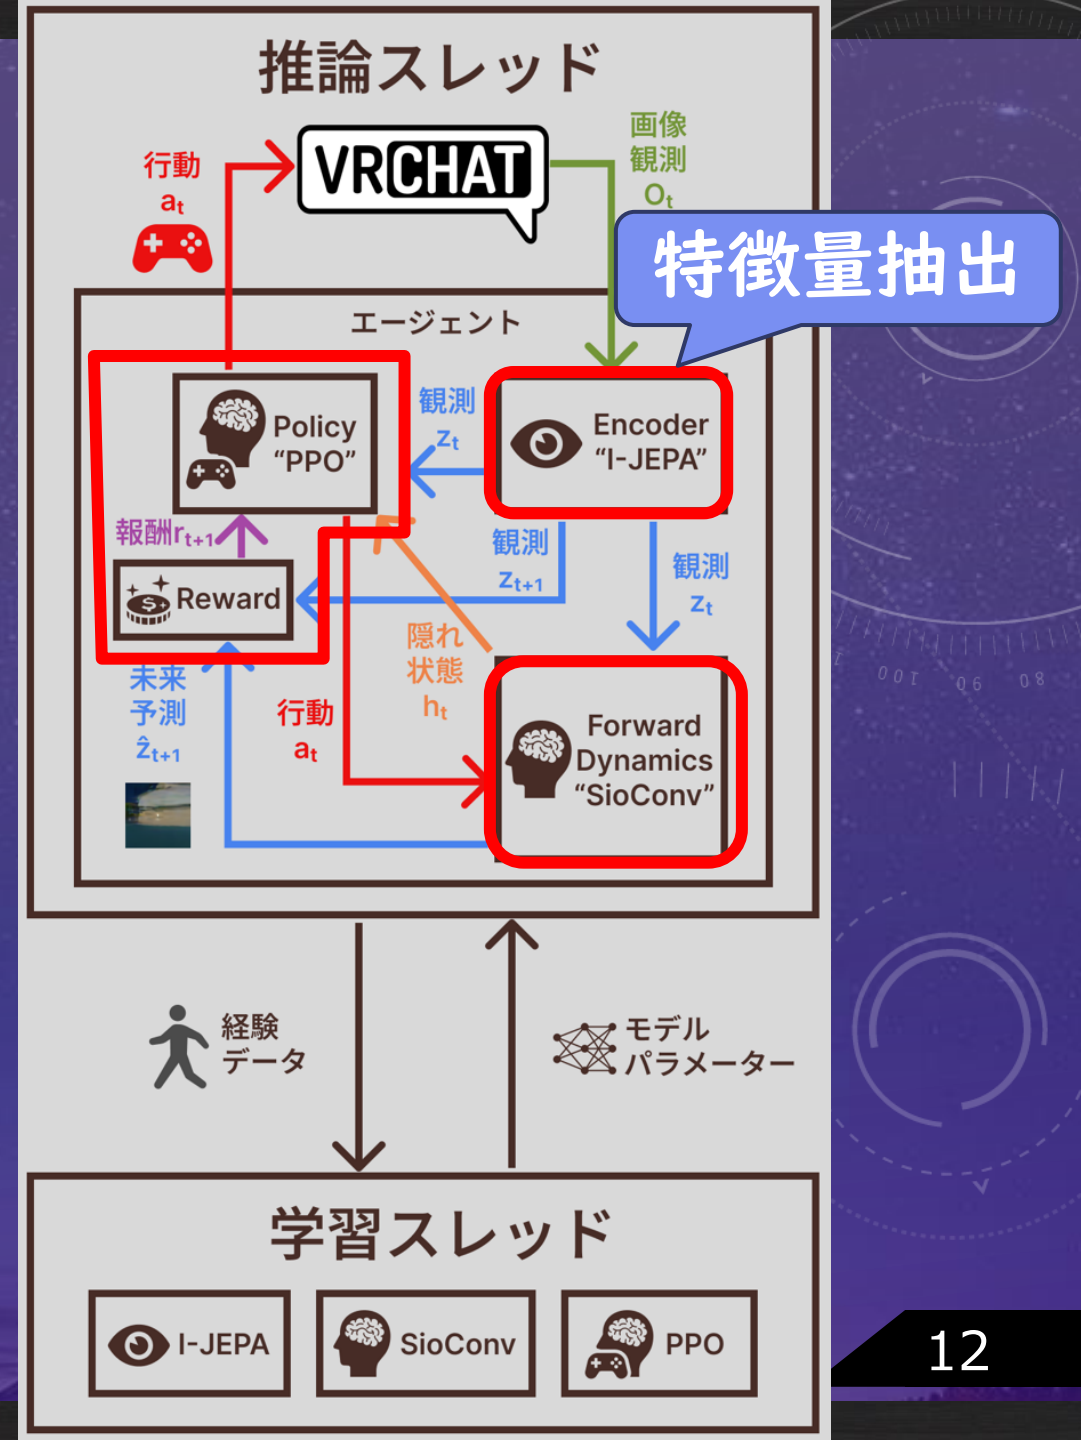 推論スレッド
行動
at
VRCHAT
画像
観測
Ot
特徴量抽出
エージェント
Policy
“PPO”
観測
zt
Encoder
“I-JEPA”
報酬rt+1
Reward
観測
zt+1
観測
zt
隠れ
状態
ht
未来
予測
ẑt+1
行動
at
Forward
Dynamics
“SioConv”
経験
データ
モデル
パラメーター
学習スレッド
I-JEPA
SioConv
PPO
100 90 80
12